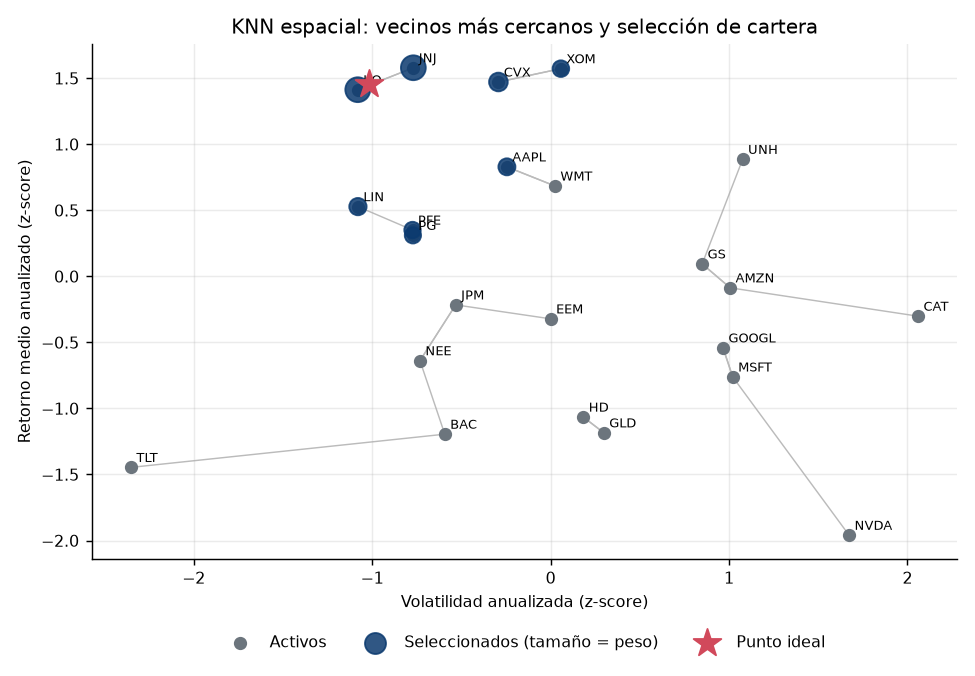 KNN espacial: vecinos más cercanos y selección de cartera
Retorno medio anualizado (z-score)
1.5
1.0
0.5
0.0
−0.5
−1.0
−1.5
−2.0
JNJ
XOM
CVX
AAPL
WMT
UNH
LIN
PFE
PG
GS
AMZN
CAT
JPM
EEM
GOOGL
NEE
MSFT
HD
GLD
BAC
TLT
NVDA
−2
−1
0
1
2
Volatilidad anualizada (z-score)
Activos
Seleccionados (tamaño = peso)
Punto ideal